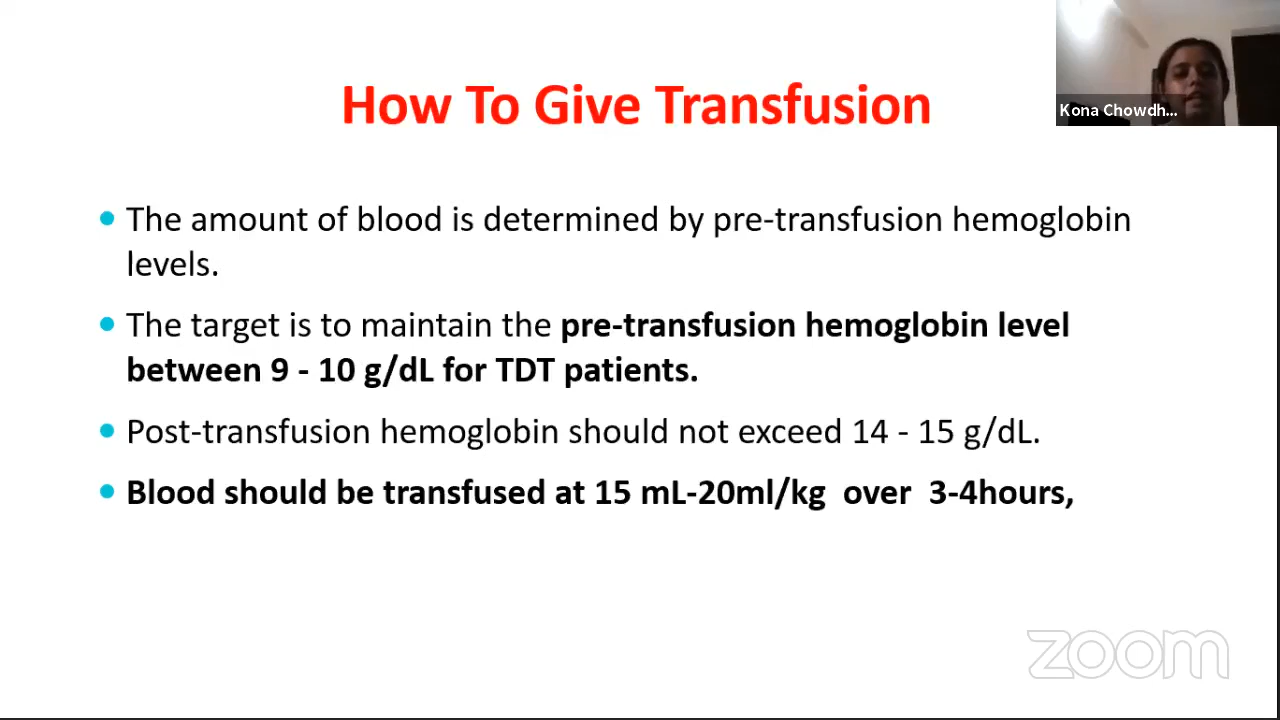 How To Give Transfusion
Kona Chowdh...
• The amount of blood is determined by pre-transfusion hemoglobin
levels.
• The target is to maintain the pre-transfusion hemoglobin level
between 9 - 10 g/dL for TDT patients.
• Post-transfusion hemoglobin should not exceed 14 - 15 g/dL.
• Blood should be transfused at 15 mL-20ml/kg over 3-4hours,
zoom